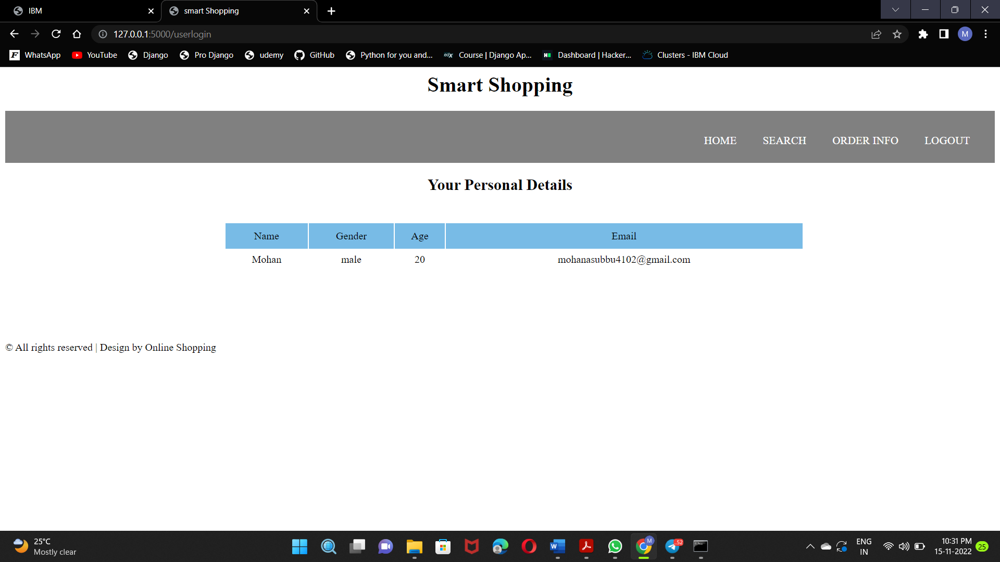 IBM
smart Shopping
127.0.0.1:5000/userlogin
M
WhatsApp
YouTube
Django
Pro Django
udemy
GitHub
Python for you and...
edX
Course | Django Ap...
Dashboard | Hacker...
Clusters - IBM Cloud
Smart Shopping
HOME SEARCH ORDER INFO LOGOUT
Your Personal Details
Name Gender Age Email
Mohan male 20 mohanasubbu4102@gmail.com
© All rights reserved | Design by Online Shopping
25°C
Mostly clear
W
M
..52
ENG
IN
10:31 PM
15-11-2022
25